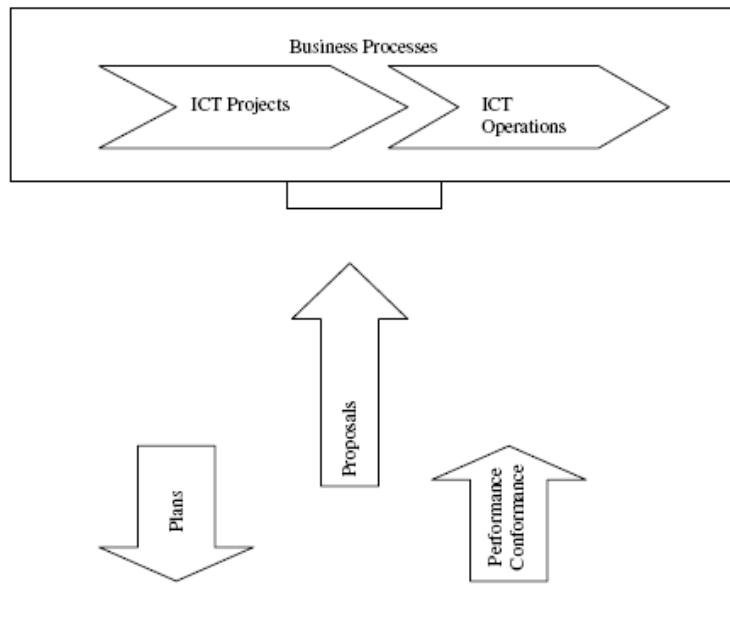 Business Processes
ICT Projects
ICT
Operations
Proposals
Plans
Performance
Conformance